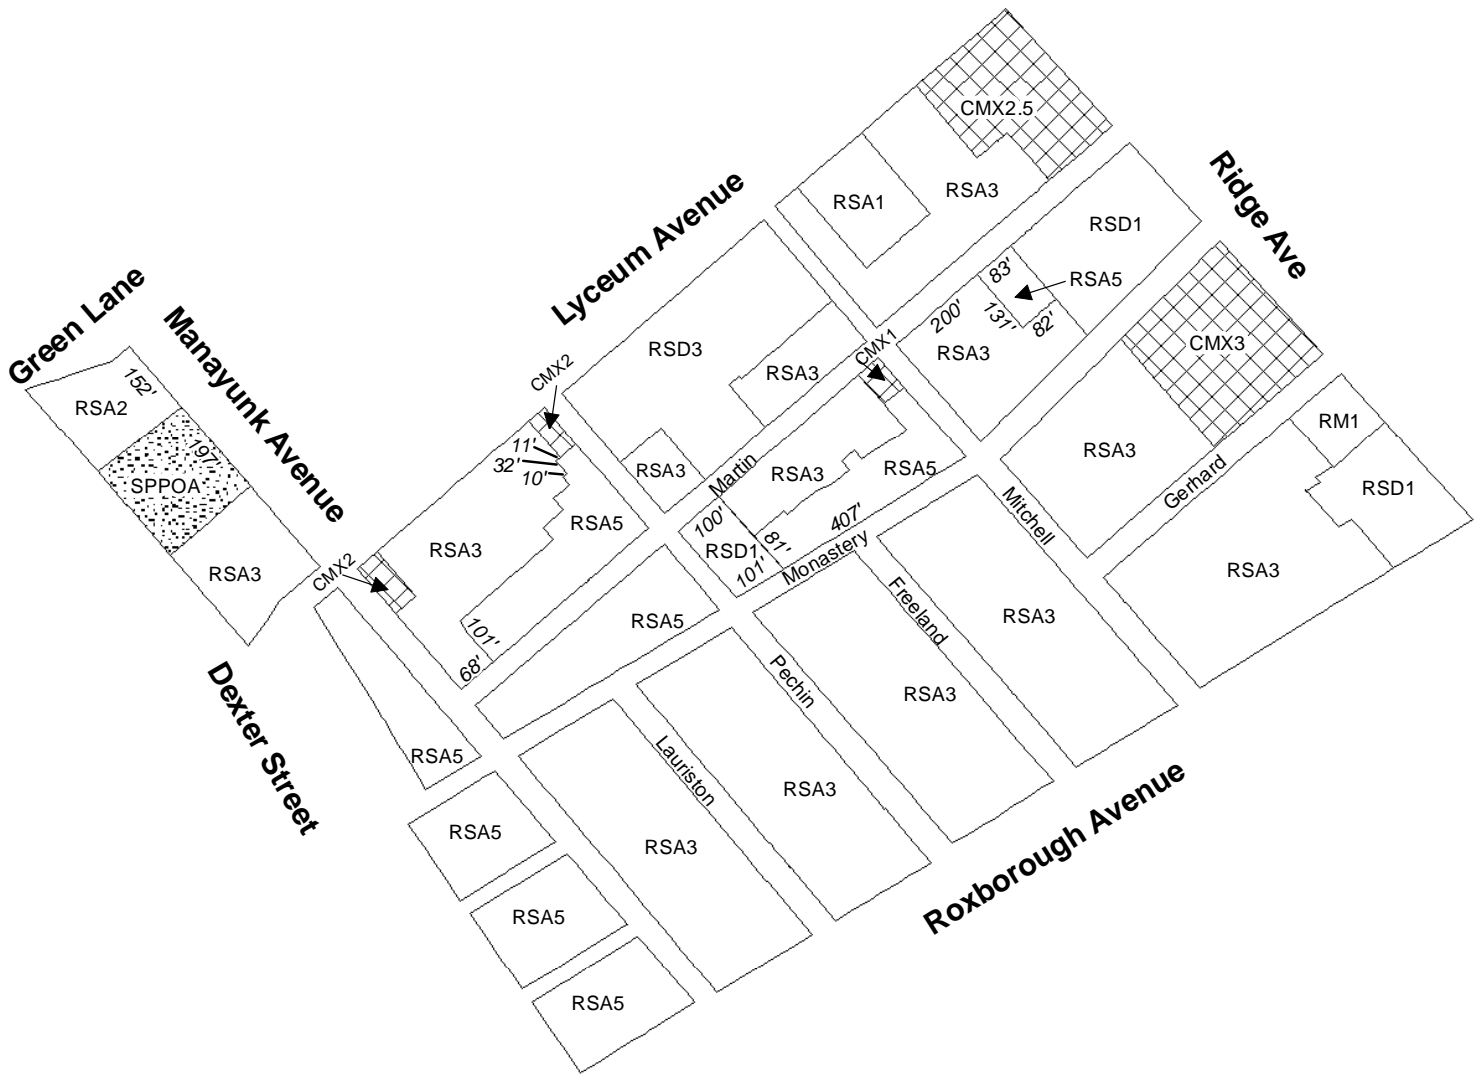 CMX2.5
Ridge Ave
RSA1
RSA3
RSD1
Lyceum Avenue
83'
RSA5
131'
82'
200'
RSA3
CMX3
Green Lane
Manayunk Avenue
152'
RSA2
197'
SPPOA
RSA3
RSD3
CMX1
RSA3
CMX2
11'
32'
10'
RSA3
Martin
RSA3
RSA5
RSA3
Gerhard
RM1
RSD1
RSA3
RSA3
RSA5
CMX2
101'
68'
100'
RSD1
101'
81'
407'
Monastery
Mitchell
RSA5
Freeland
RSA3
Pechin
RSA3
Dexter Street
RSA5
Lauriston
RSA3
RSA3
RSA5
RSA5
RSA5
Roxborough Avenue